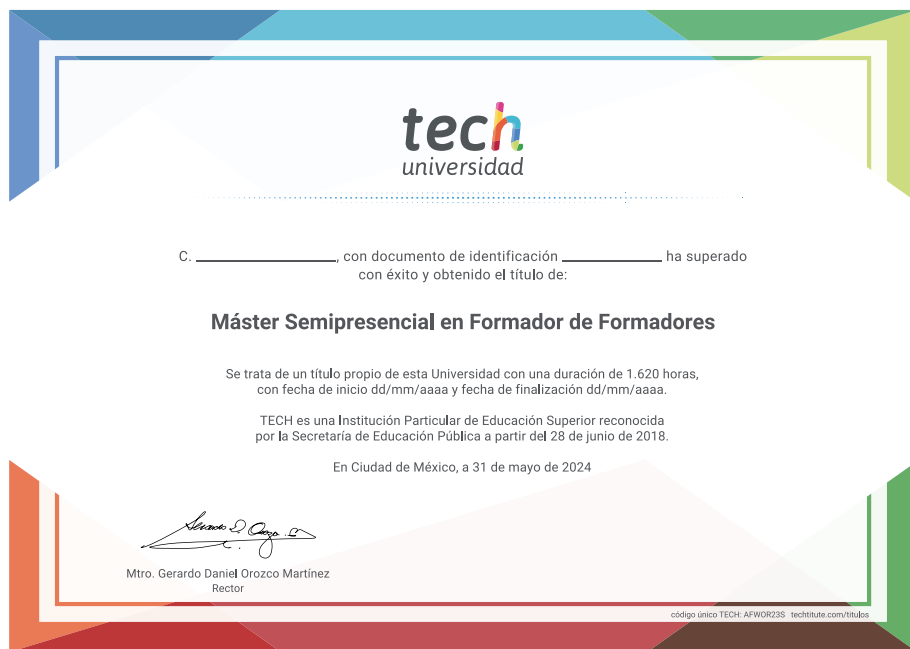 tech
universidad
C. ____________, con documento de identificación ____________ ha superado
con éxito y obtenido el título de:
Máster Semipresencial en Formador de Formadores
Se trata de un título propio de esta Universidad con una duración de 1.620 horas,
con fecha de inicio dd/mm/aaaa y fecha de finalización dd/mm/aaaa.
TECH es una Institución Particular de Educación Superior reconocida
por la Secretaría de Educación Pública a partir del 28 de junio de 2018.
En Ciudad de México, a 31 de mayo de 2024
Mtro. Gerardo Daniel Orozco Martínez
Rector
código único TECH: AFWOR23S techtitute.com/titulos